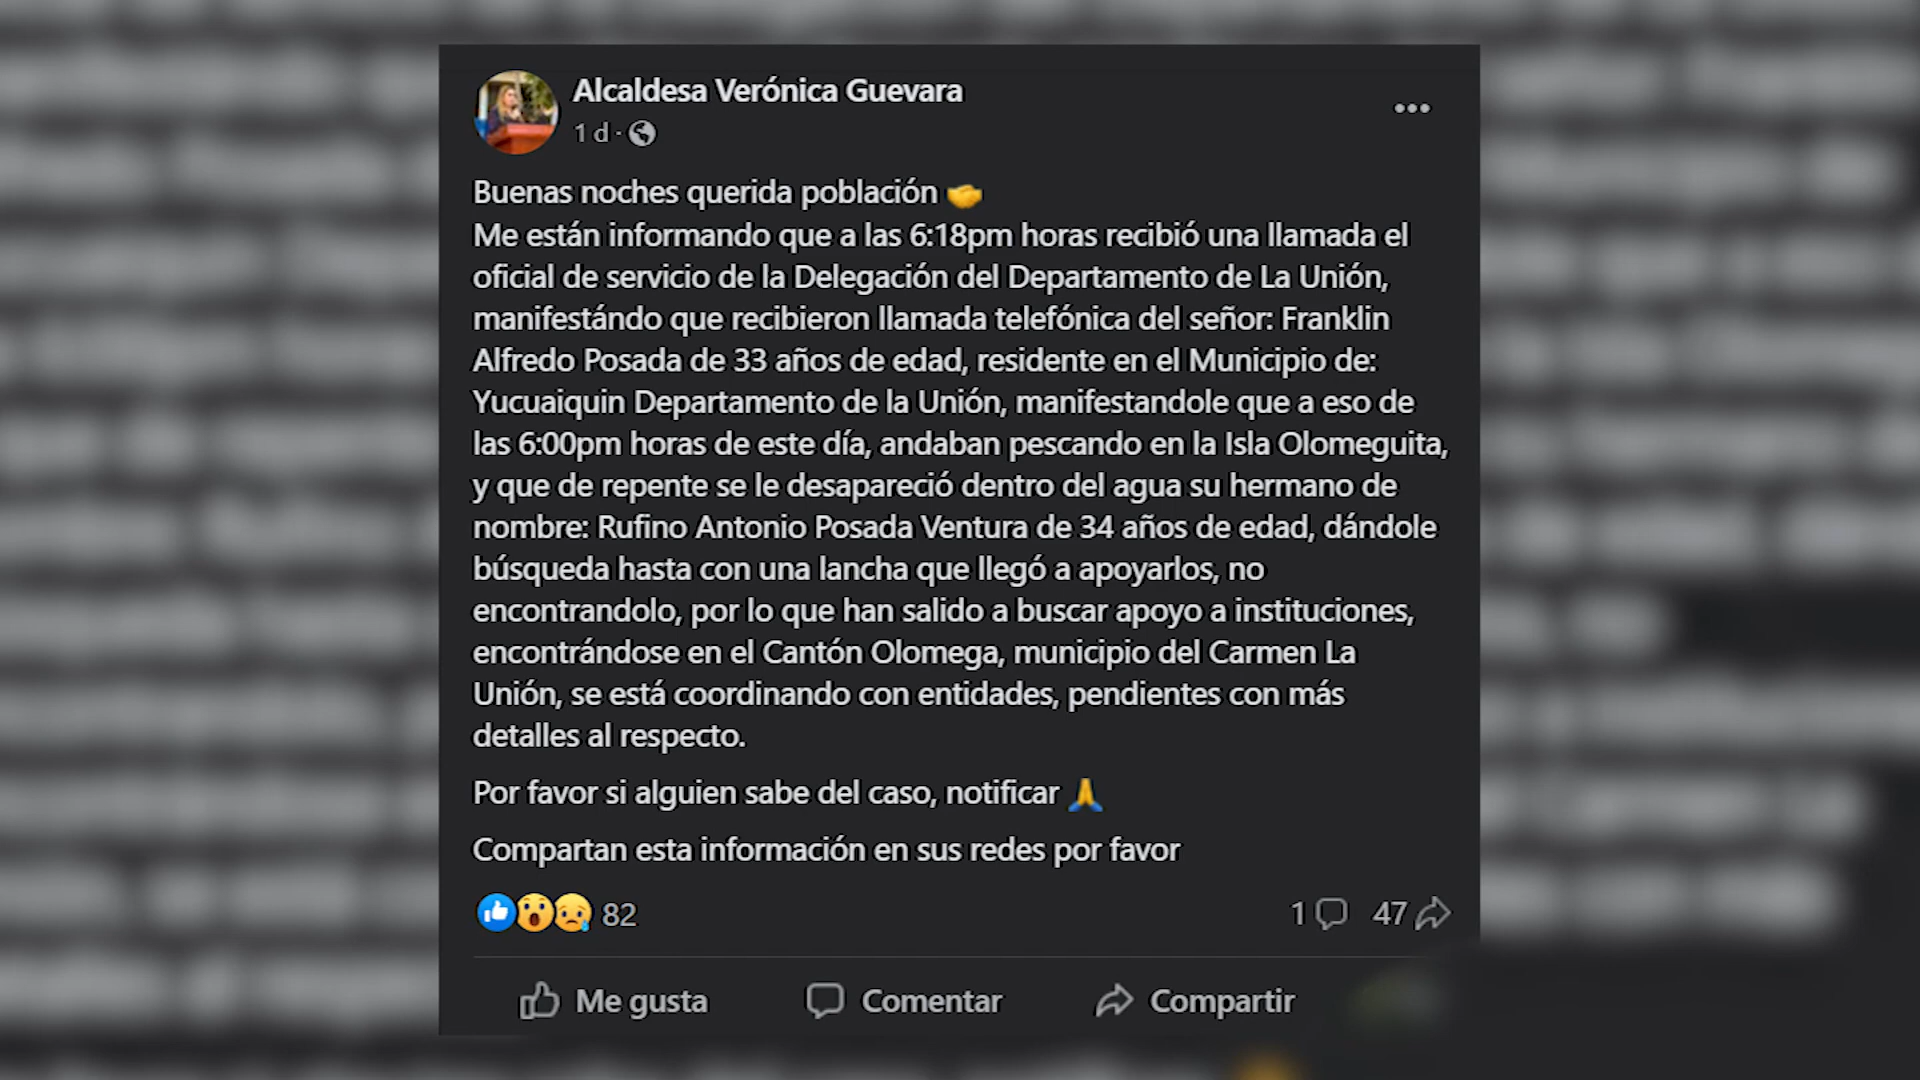 Alcaldesa Verónica Guevara
1 d ·
Buenas noches querida población 🤝
Me están informando que a las 6:18pm horas recibió una llamada el
oficial de servicio de la Delegación del Departamento de La Unión,
manifestándo que recibieron llamada telefónica del señor: Franklin
Alfredo Posada de 33 años de edad, residente en el Municipio de:
Yucuaiquin Departamento de la Unión, manifestandole que a eso de
las 6:00pm horas de este día, andaban pescando en la Isla Olomeguita,
y que de repente se le desapareció dentro del agua su hermano de
nombre: Rufino Antonio Posada Ventura de 34 años de edad, dándole
búsqueda hasta con una lancha que llegó a apoyarlos, no
encontrandolo, por lo que han salido a buscar apoyo a instituciones,
encontrándose en el Cantón Olomega, municipio del Carmen La
Unión, se está coordinando con entidades, pendientes con más
detalles al respecto.
Por favor si alguien sabe del caso, notificar 🙏
Compartan esta información en sus redes por favor
82 1 47
Me gusta Comentar Compartir